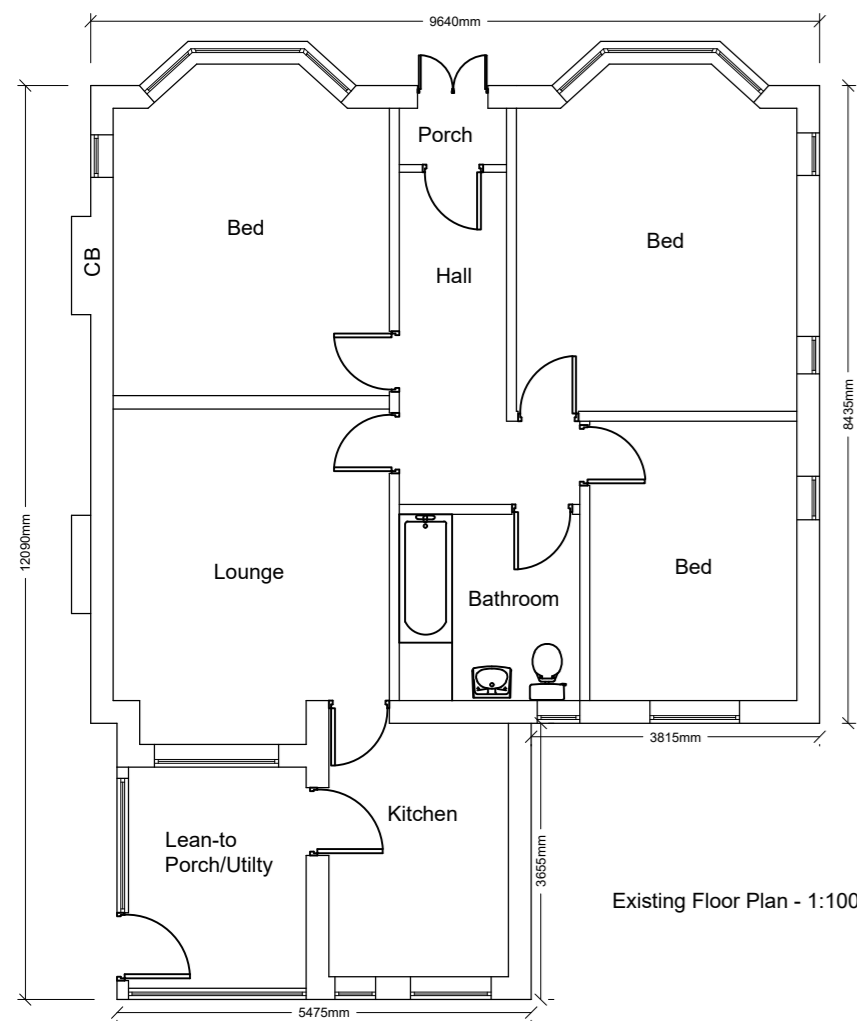 9640mm
Porch
Bed
Bed
CB
Hall
8435mm
12090mm
Lounge
Bed
Bathroom
3815mm
Kitchen
Lean-to
Porch/Utilty
3655mm
Existing Floor Plan - 1:100
5475mm